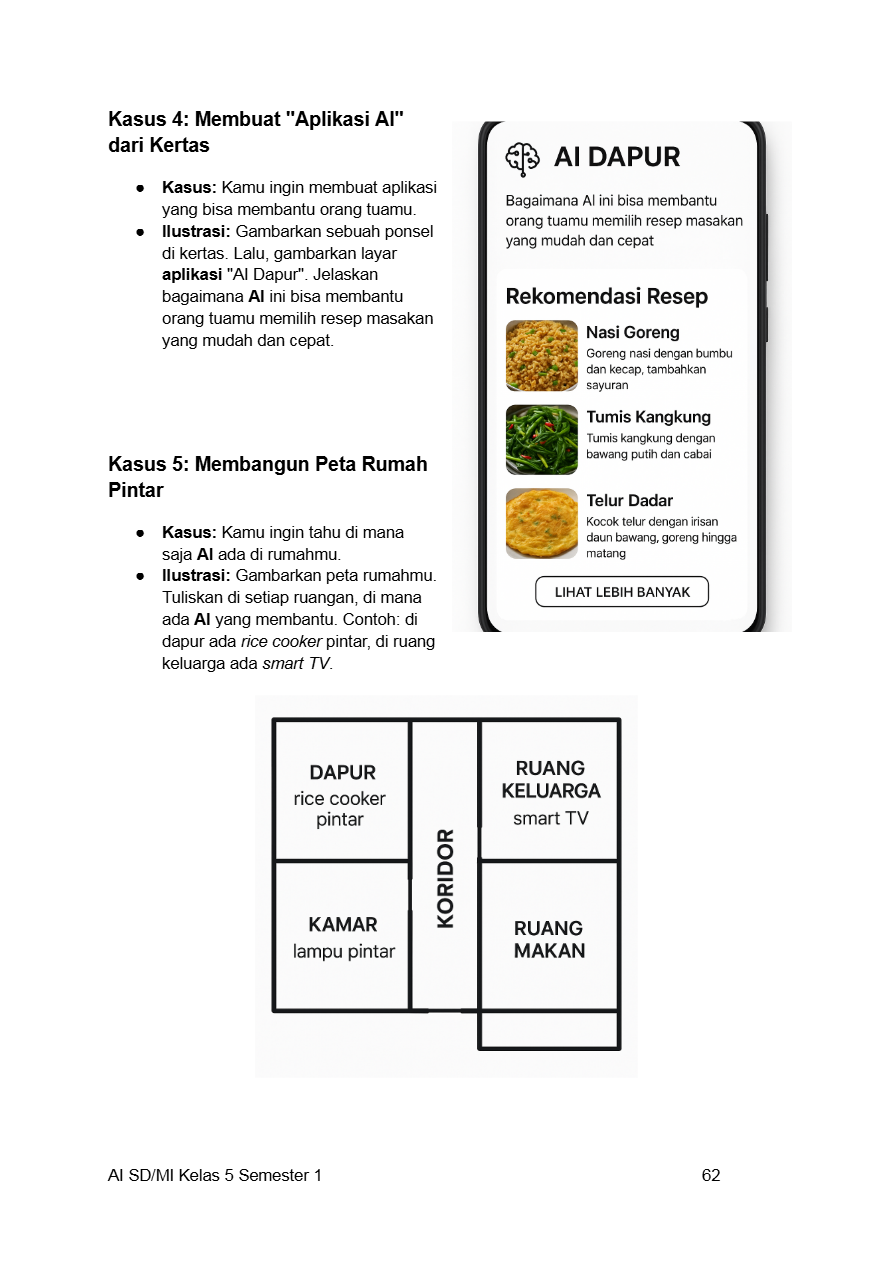 Kasus 4: Membuat "Aplikasi AI"
dari Kertas
● Kasus: Kamu ingin membuat aplikasi
yang bisa membantu orang tuamu.
● Ilustrasi: Gambarkan sebuah ponsel
di kertas. Lalu, gambarkan layar
aplikasi "AI Dapur". Jelaskan
bagaimana AI ini bisa membantu
orang tuamu memilih resep masakan
yang mudah dan cepat.
AI DAPUR
Bagaimana AI ini bisa membantu
orang tuamu memilih resep masakan
yang mudah dan cepat
Rekomendasi Resep
Nasi Goreng
Goreng nasi dengan bumbu
dan kecap, tambahkan
sayuran
Tumis Kangkung
Tumis kangkung dengan
bawang putih dan cabai
Telur Dadar
Kocok telur dengan irisan
daun bawang, goreng hingga
matang
LIHAT LEBIH BANYAK
Kasus 5: Membangun Peta Rumah
Pintar
● Kasus: Kamu ingin tahu di mana
saja AI ada di rumahmu.
● Ilustrasi: Gambarkan peta rumahmu.
Tuliskan di setiap ruangan, di mana
ada AI yang membantu. Contoh: di
dapur ada rice cooker pintar, di ruang
keluarga ada smart TV.
DAPUR
rice cooker
pintar
KORIDOR
RUANG
KELUARGA
smart TV
KAMAR
lampu pintar
RUANG
MAKAN
AI SD/MI Kelas 5 Semester 1 62